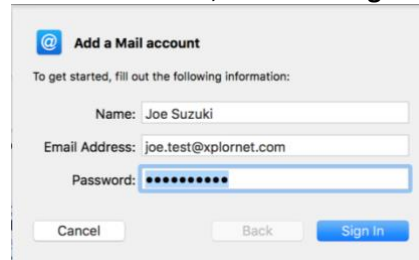 @ Add a Mail account
To get started, fill out the following information:
Name: Joe Suzuki
Email Address: joe.test@xplornet.com
Password: ••••••••••
Cancel Back Sign In